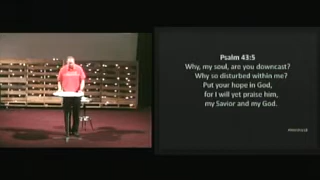 Psalm 43:5
Why, my soul, are you downcast?
Why so disturbed within me?
Put your hope in God,
for I will yet praise him,
my Savior and my God.